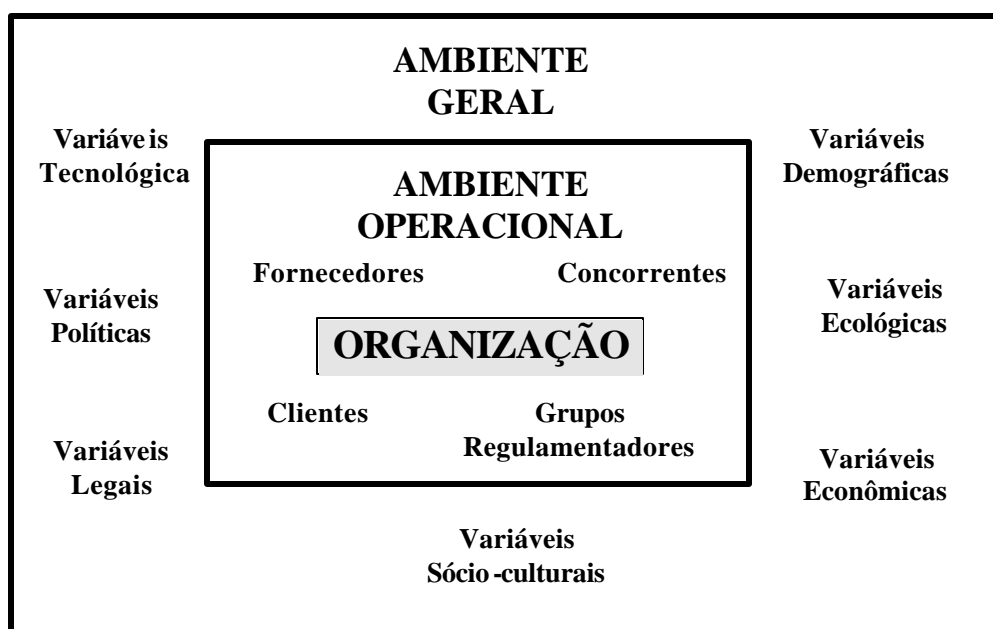 AMBIENTE
GERAL
Variáve is
Tecnológica
Variáveis
Demográficas
AMBIENTE
OPERACIONAL
Fornecedores
Concorrentes
Variáveis
Políticas
Variáveis
Ecológicas
ORGANIZAÇÃO
Clientes
Grupos
Regulamentadores
Variáveis
Legais
Variáveis
Econômicas
Variáveis
Sócio -culturais